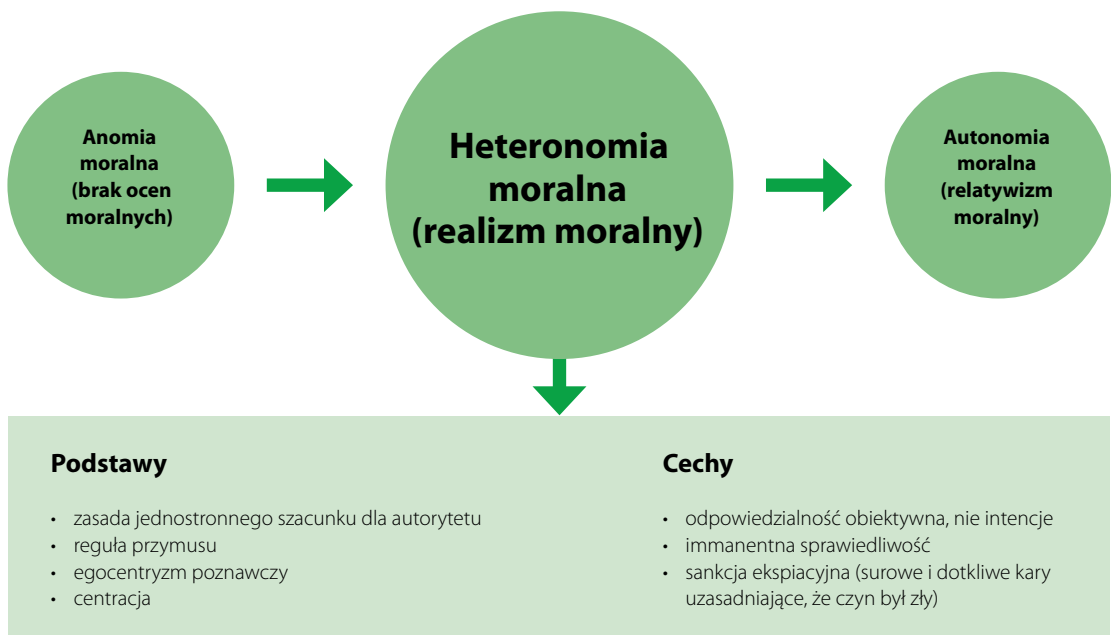 Anomia
moralna
(brak ocen
moralnych)
Heteronomia
moralna
(realizm moralny)
Autonomia
moralna
(relatywizm
moralny)
Podstawy
• zasada jednostronnego szacunku dla autorytetu
• reguła przymusu
• egocentryzm poznawczy
• centracja
Cechy
• odpowiedzialność obiektywna, nie intencje
• immanentna sprawiedliwość
• sankcja ekspiacyjna (surowe i dotkliwe kary
uzasadniające, że czyn był zły)